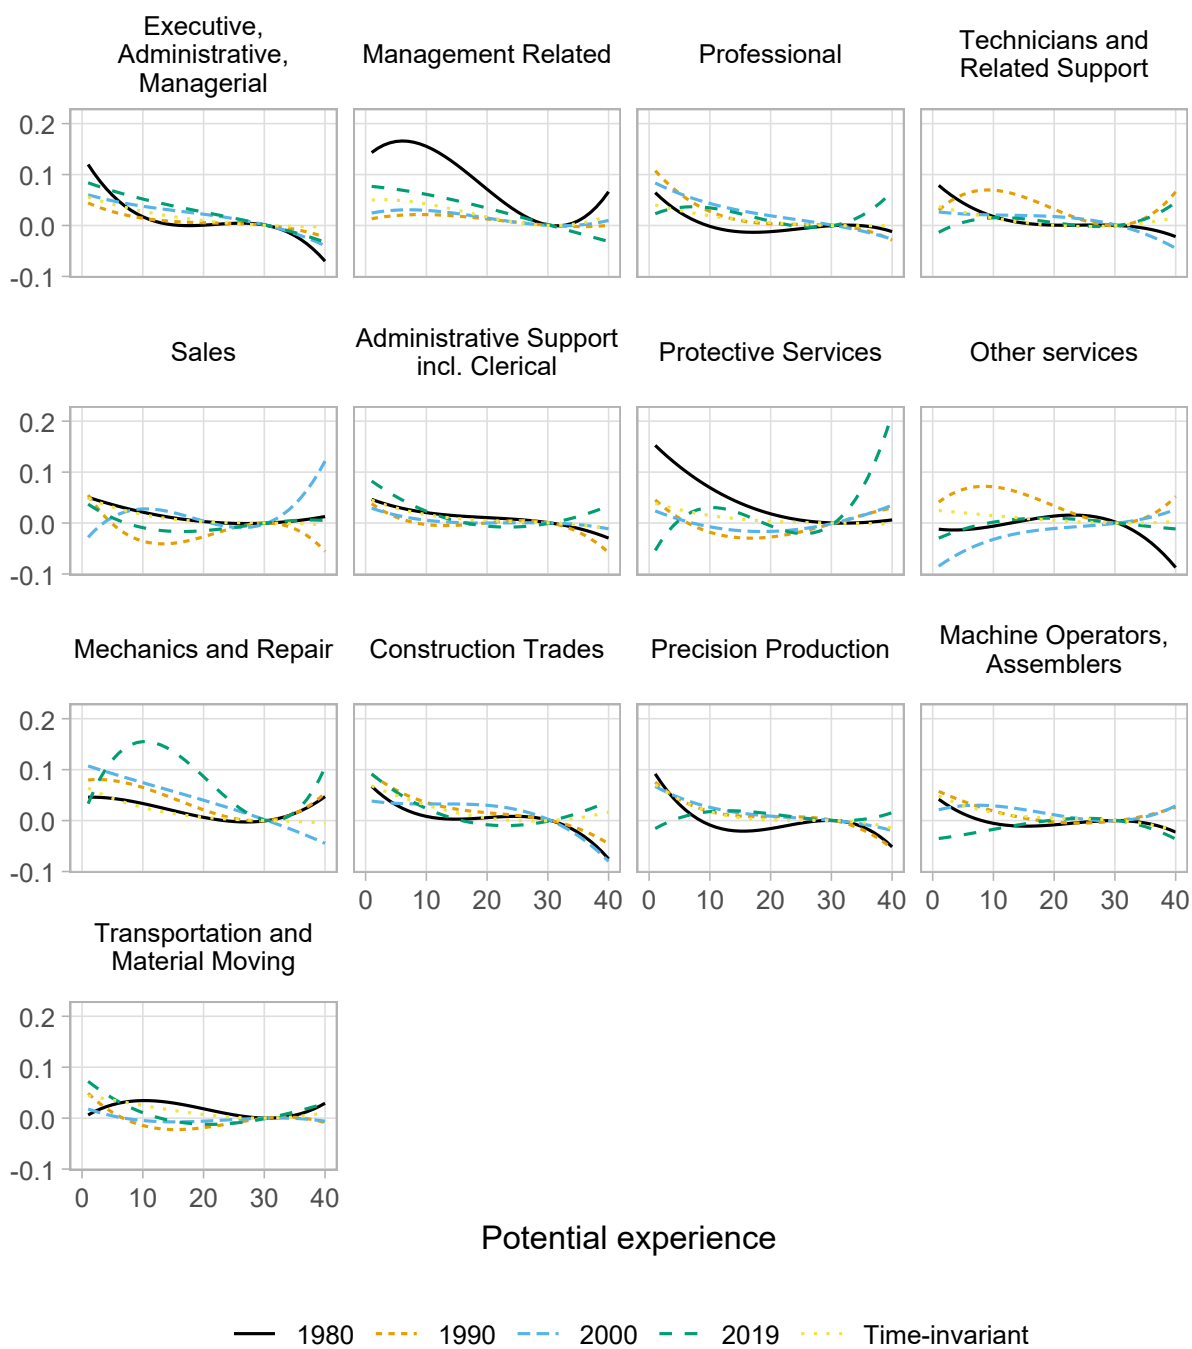 Executive,
Administrative,
Managerial
Management Related
Professional
Technicians and
Related Support
0.2
0.1
0.0
-0.1
Sales
Administrative Support
incl. Clerical
Protective Services
Other services
0.2
0.1
0.0
-0.1
Mechanics and Repair
Construction Trades
Precision Production
Machine Operators,
Assemblers
0.2
0.1
0.0
-0.1
0 10 20 30 40
0 10 20 30 40
0 10 20 30 40
Transportation and
Material Moving
0.2
0.1
0.0
-0.1
0 10 20 30 40
Potential experience
1980 1990 2000 2019 Time-invariant